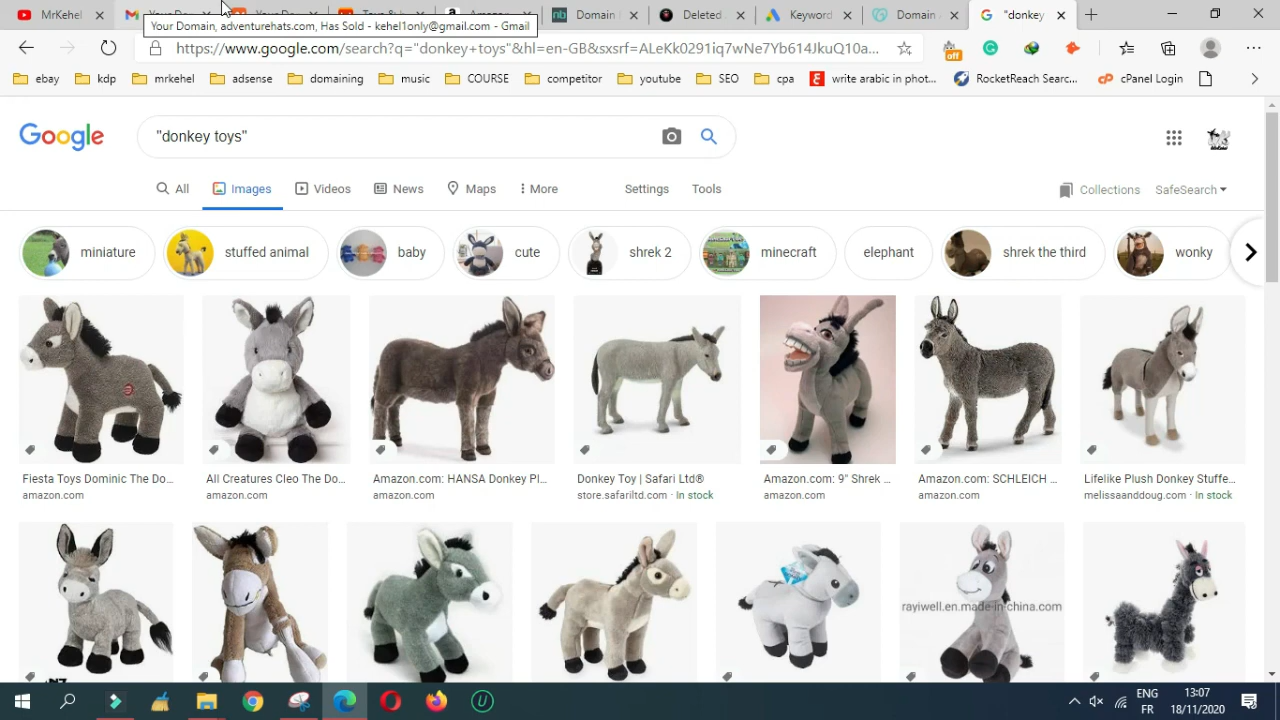 MrKehel
Deleted
Keyword
Your Domain, adventurehats.com, Has Sold - kehel1only@gmail.com - Gmail
https://www.google.com/search?q="donkey+toys"&hl=en-GB&sxsrf=ALeKk0291iq7wNe7Yb614JkuQ10a...
off
ebay kdp mrkehel adsense domaining music COURSE competitor youtube SEO cpa write arabic in phot... RocketReach Searc... cPanel Login
Google "donkey toys"
All Images Videos News Maps More Settings Tools Collections SafeSearch
miniature stuffed animal baby cute shrek 2 minecraft elephant shrek the third wonky
Fiesta Toys Dominic The Do... All Creatures Cleo The Do... Amazon.com: HANSA Donkey Pl... Donkey Toy | Safari Ltd® Amazon.com: 9" Shrek ... Amazon.com: SCHLEICH ... Lifelike Plush Donkey Stuffe...
amazon.com amazon.com amazon.com store.safariltd.com · In stock amazon.com amazon.com melissaanddoug.com · In stock
rayiwell.en.made-in-china.com
ENG 13:07
FR 18/11/2020